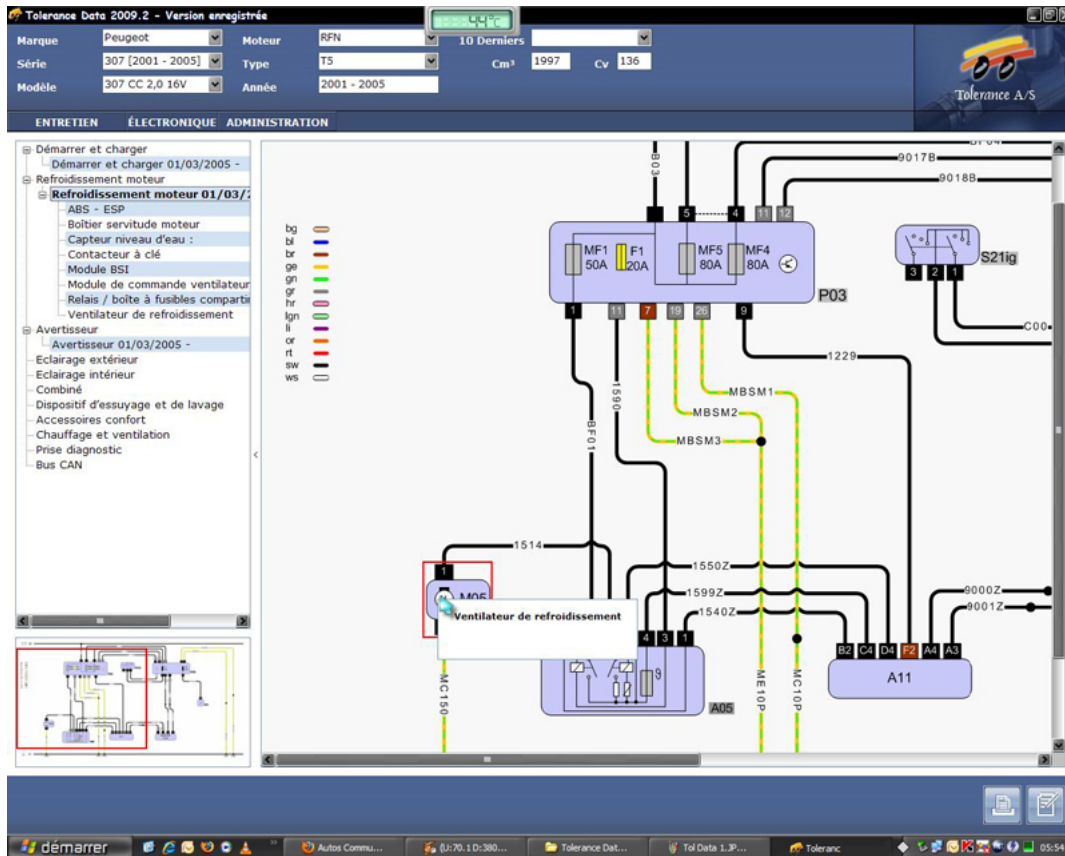 Tolerance Data 2009.2 - Version enregistrée
44°C
Marque Peugeot Moteur RFN 10 Derniers
Série 307 [2001 - 2005] Type T5 Cm³ 1997 Cv 136
Modèle 307 CC 2,0 16V Année 2001 - 2005
Tolerance A/S
ENTRETIEN ÉLECTRONIQUE ADMINISTRATION
Démarrer et charger
Démarrer et charger 01/03/2005 -
Refroidissement moteur
Refroidissement moteur 01/03/2
ABS - ESP
Boîtier servitude moteur
Capteur niveau d'eau :
Contacteur à clé
Module BSI
Module de commande ventilateur
Relais / boîte à fusibles comparti
Ventilateur de refroidissement
Avertisseur
Avertisseur 01/03/2005 -
Eclairage extérieur
Eclairage intérieur
Combiné
Dispositif d'essuyage et de lavage
Accessoires confort
Chauffage et ventilation
Prise diagnostic
Bus CAN
bg
bl
br
ge
gn
gr
hr
lgn
li
or
rt
sw
ws
B03
BF04
9017B
9018B
5 4 11 12
MF1 50A
F1 20A
MF5 80A
MF4 80A
P03
S21ig
3 2 1
1 11 7 19 26 9
C00
1229
1590
BF01
MBSM1
MBSM2
MBSM3
1514
1
M05
Ventilateur de refroidissement
1550Z
1599Z
1540Z
9000Z
9001Z
4 3 1
B2 C4 D4 F2 A4 A3
A11
A05
MC150
ME10P
MC10P
démarrer
Autos Commu...
(U:70.1 D:380...
Tolerance Dat...
Tol Data 1.JP...
Toleranc
05:54